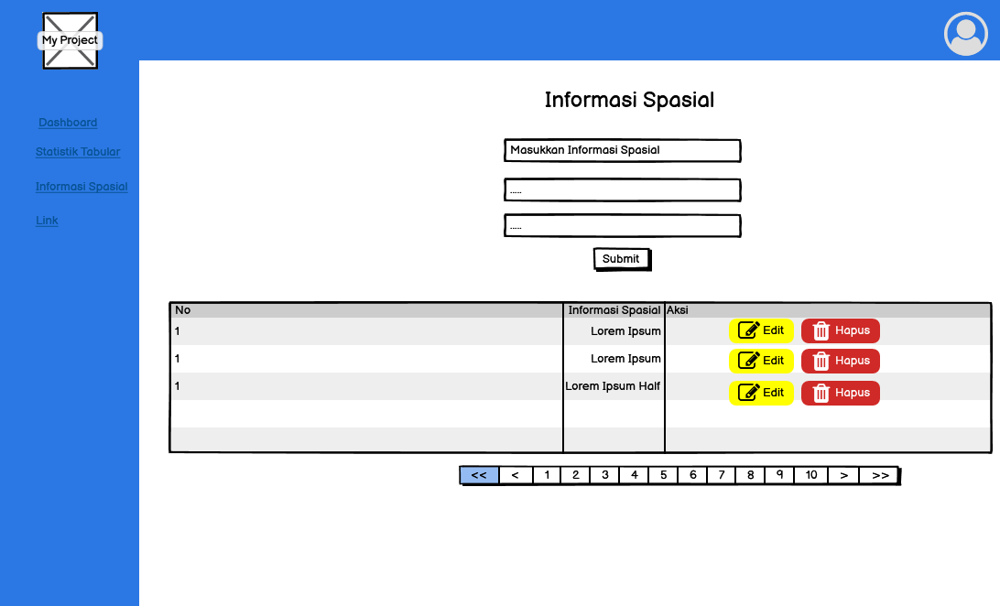 My Project
Dashboard
Statistik Tabular
Informasi Spasial
Link
Informasi Spasial
Masukkan Informasi Spasial
.....
.....
Submit
No Informasi Spasial Aksi
1 Lorem Ipsum Edit Hapus
1 Lorem Ipsum Edit Hapus
1 Lorem Ipsum Half Edit Hapus
<< < 1 2 3 4 5 6 7 8 9 10 > >>